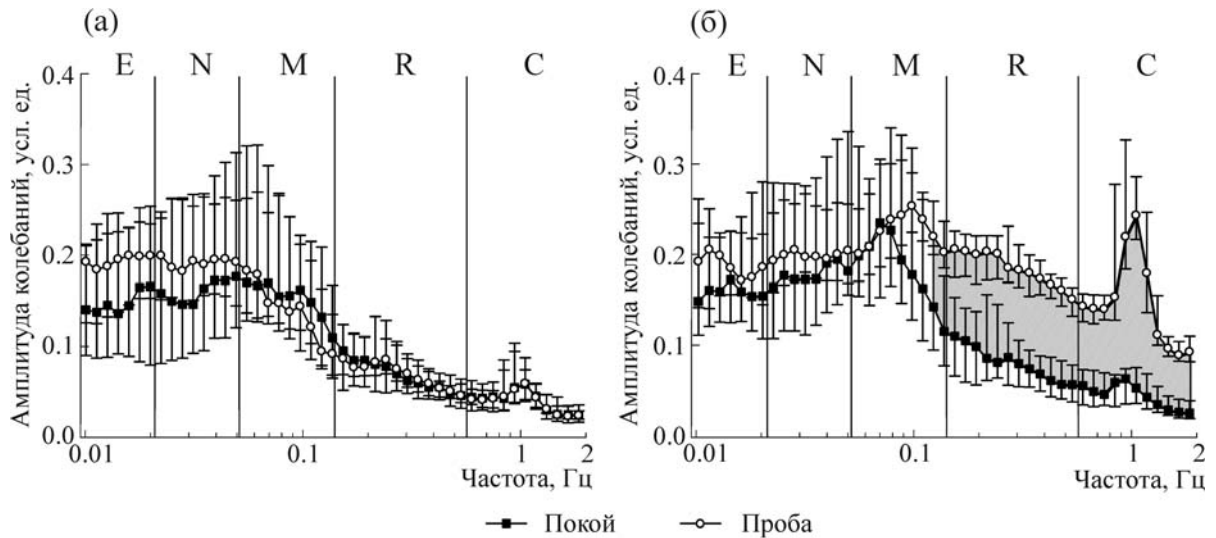 (а)
E N M R C
Амплитуда колебаний, усл. ед.
0.4
0.3
0.2
0.1
0.0
0.01 0.1 1 2
Частота, Гц
(б)
E N M R C
Амплитуда колебаний, усл. ед.
0.4
0.3
0.2
0.1
0.0
0.01 0.1 1 2
Частота, Гц
Покой Проба